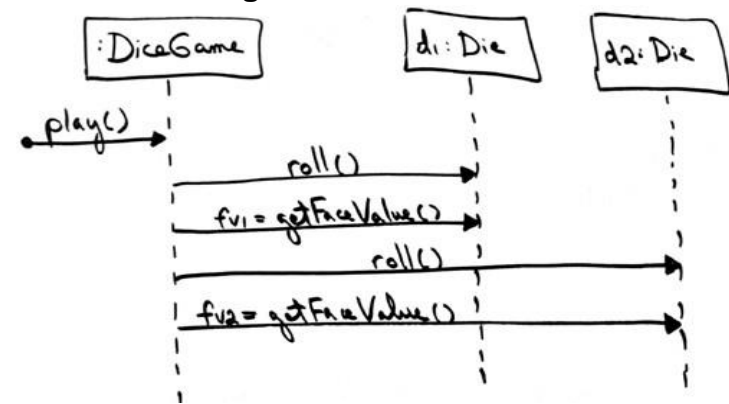 :DiceGame
d1: Die
d2: Die
play()
roll()
fv1 = getFaceValue()
roll()
fv2 = getFaceValue()